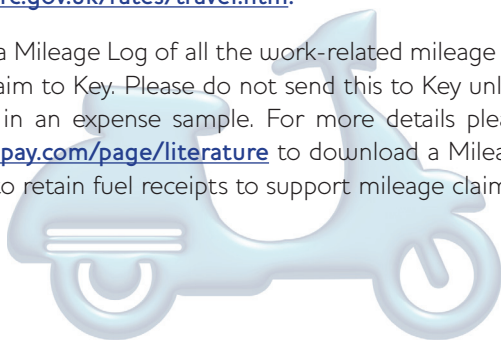 rc.gov.uk/rates/travel.htm.
a Mileage Log of all the work-related mileage
aim to Key. Please do not send this to Key unl
in an expense sample. For more details plea
pay.com/page/literature to download a Milea
to retain fuel receipts to support mileage claim